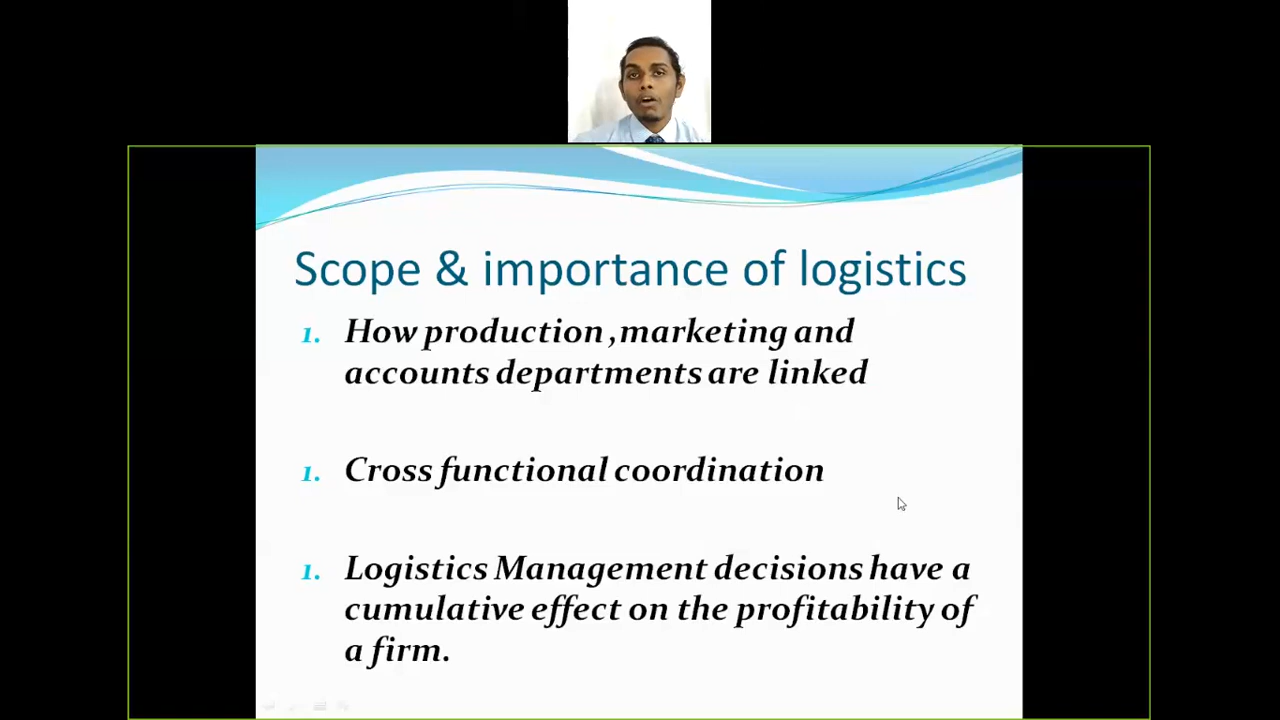 Scope & importance of logistics
1. How production ,marketing and
accounts departments are linked
1. Cross functional coordination
1. Logistics Management decisions have a
cumulative effect on the profitability of
a firm.